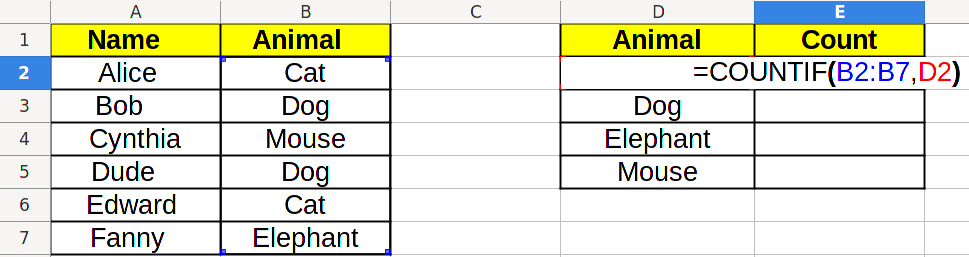 A B C D E
1 Name Animal Animal Count
2 Alice Cat =COUNTIF(B2:B7,D2)
3 Bob Dog Dog
4 Cynthia Mouse Elephant
5 Dude Dog Mouse
6 Edward Cat
7 Fanny Elephant